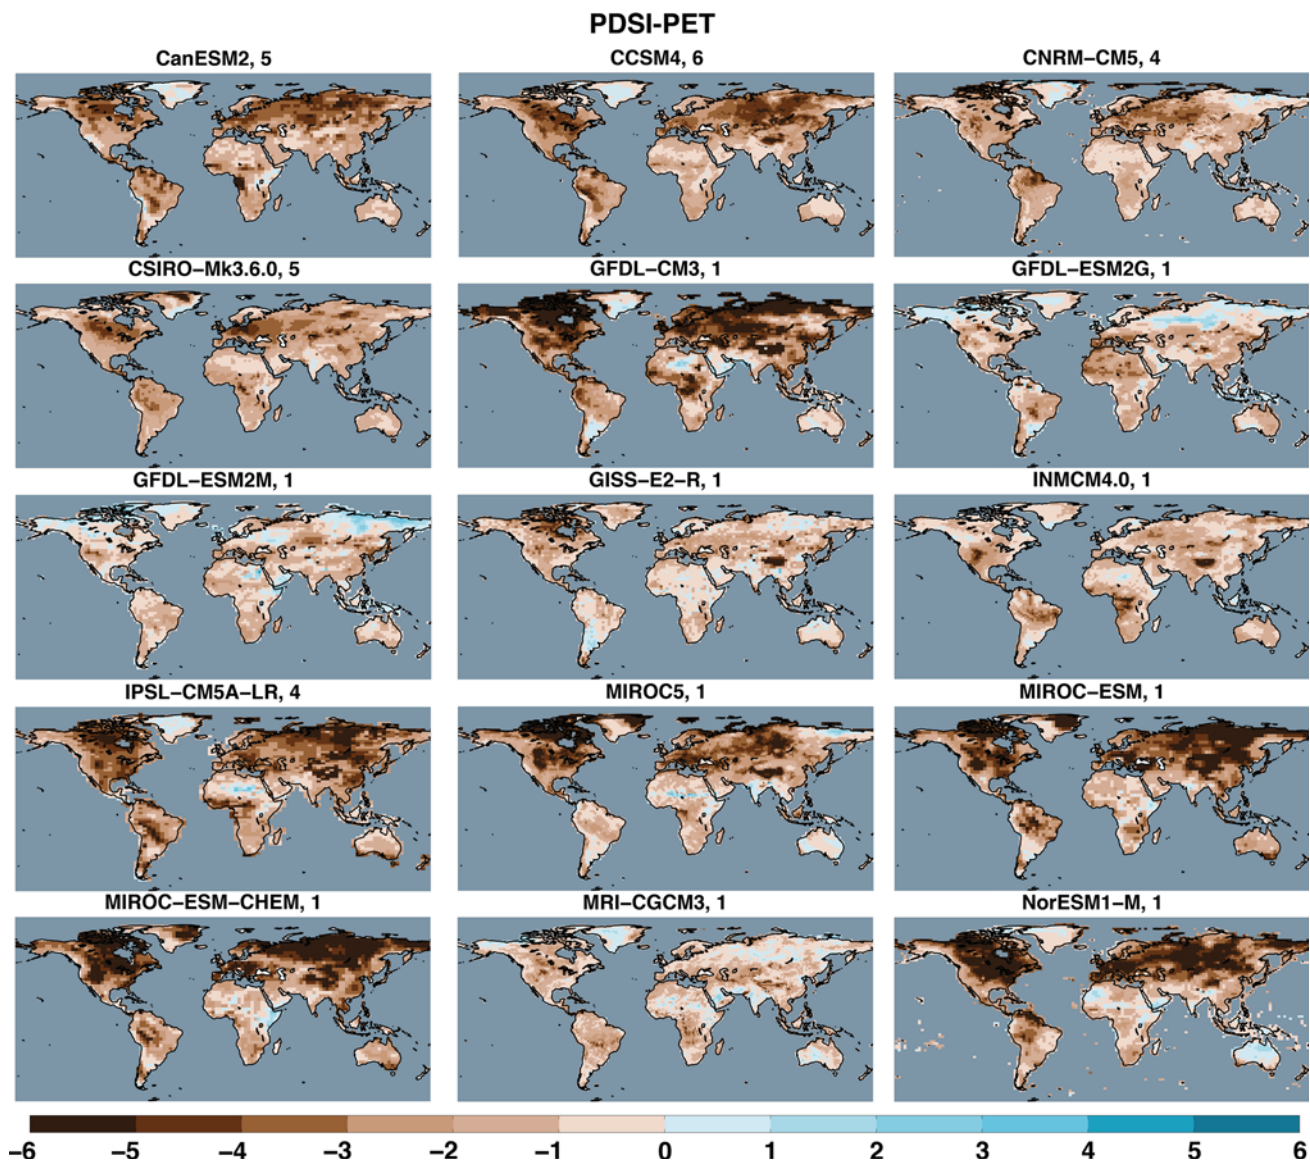 PDSI-PET
CanESM2, 5
CCSM4, 6
CNRM−CM5, 4
CSIRO−Mk3.6.0, 5
GFDL−CM3, 1
GFDL−ESM2G, 1
GFDL−ESM2M, 1
GISS−E2−R, 1
INMCM4.0, 1
IPSL−CM5A−LR, 4
MIROC5, 1
MIROC−ESM, 1
MIROC−ESM−CHEM, 1
MRI−CGCM3, 1
NorESM1−M, 1
−6 −5 −4 −3 −2 −1 0 1 2 3 4 5 6